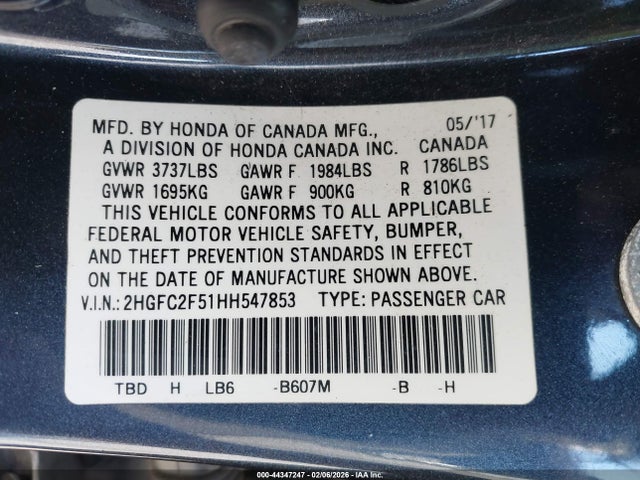 MFD. BY HONDA OF CANADA MFG., 05/'17
A DIVISION OF HONDA CANADA INC. CANADA
GVWR 3737LBS GAWR F 1984LBS R 1786LBS
GVWR 1695KG GAWR F 900KG R 810KG
THIS VEHICLE CONFORMS TO ALL APPLICABLE
FEDERAL MOTOR VEHICLE SAFETY, BUMPER,
AND THEFT PREVENTION STANDARDS IN EFFECT
ON THE DATE OF MANUFACTURE SHOWN ABOVE.
V.I.N.: 2HGFC2F51HH547853 TYPE: PASSENGER CAR
TBD H LB6 -B607M -B -H
000-44347247 - 02/06/2026 - IAA Inc.